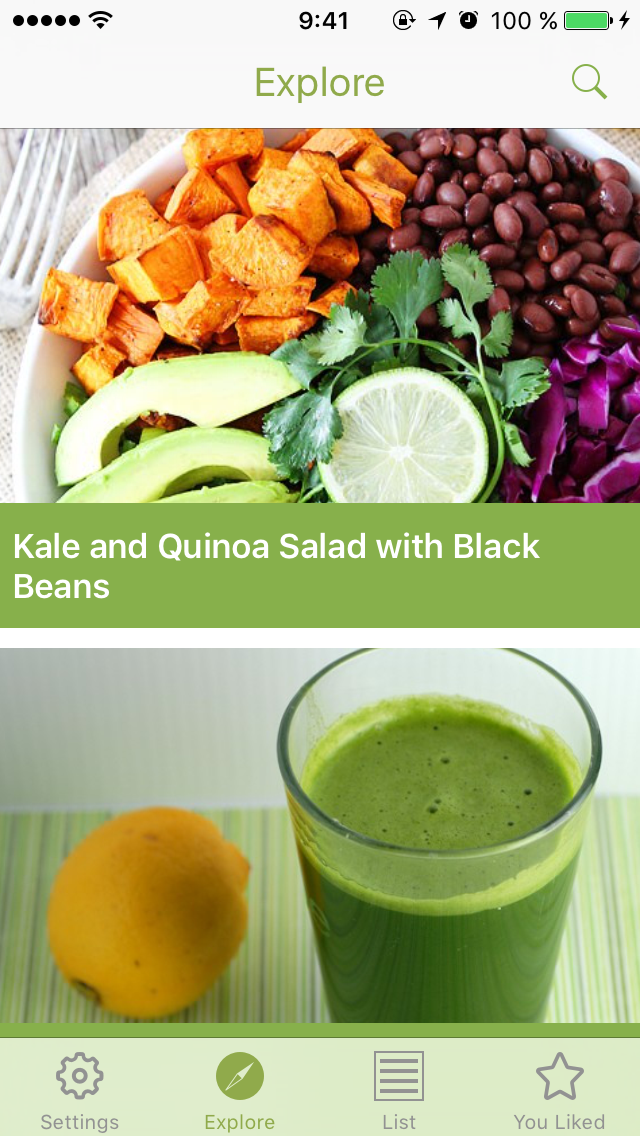 9:41
100 %
Explore
Kale and Quinoa Salad with Black
Beans
Settings
Explore
List
You Liked